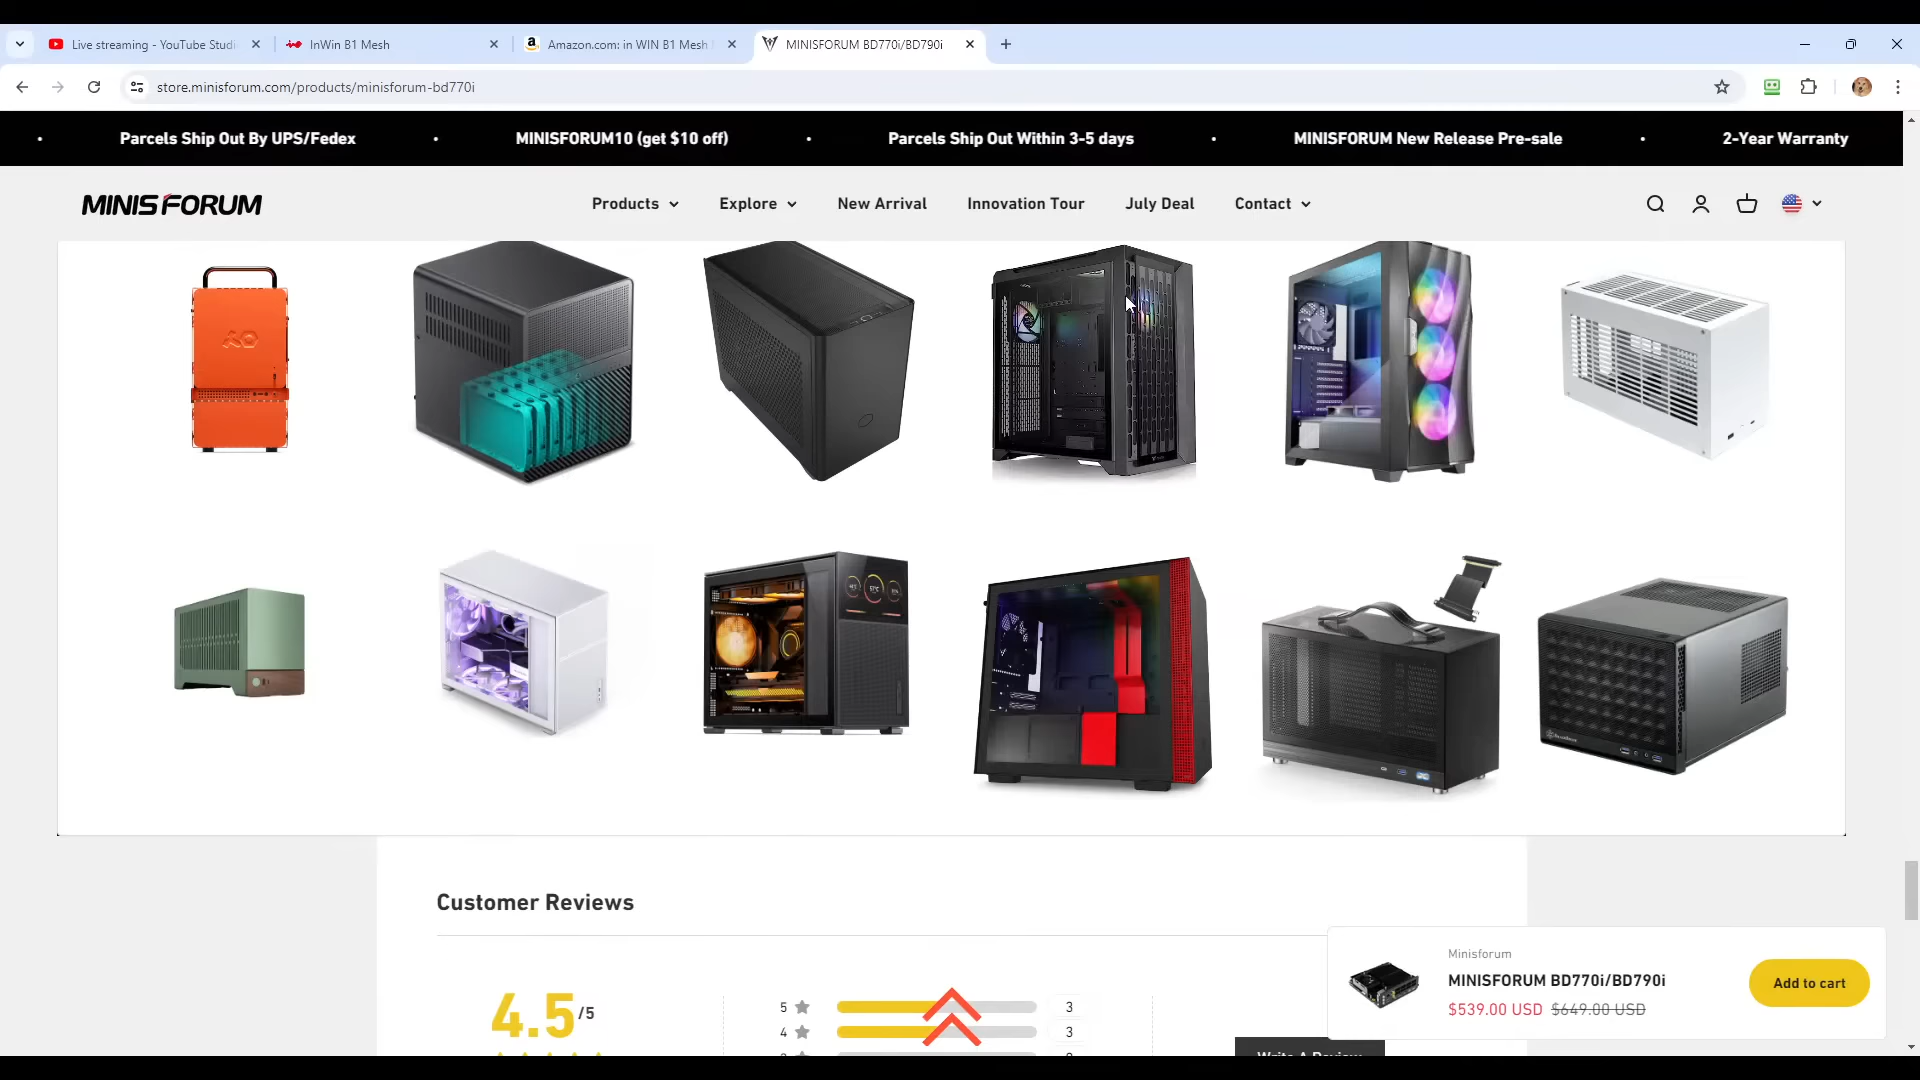 Live streaming - YouTube Studi
InWin B1 Mesh
Amazon.com: in WIN B1 Mesh
MINISFORUM BD770i/BD790i
store.minisforum.com/products/minisforum-bd770i
• Parcels Ship Out By UPS/Fedex • MINISFORUM10 (get $10 off) • Parcels Ship Out Within 3-5 days • MINISFORUM New Release Pre-sale • 2-Year Warranty
MINISFORUM
Products Explore New Arrival Innovation Tour July Deal Contact
Customer Reviews
4.5/5
5 3
4 3
Minisforum
MINISFORUM BD770i/BD790i
$539.00 USD $649.00 USD
Add to cart
Write A Review